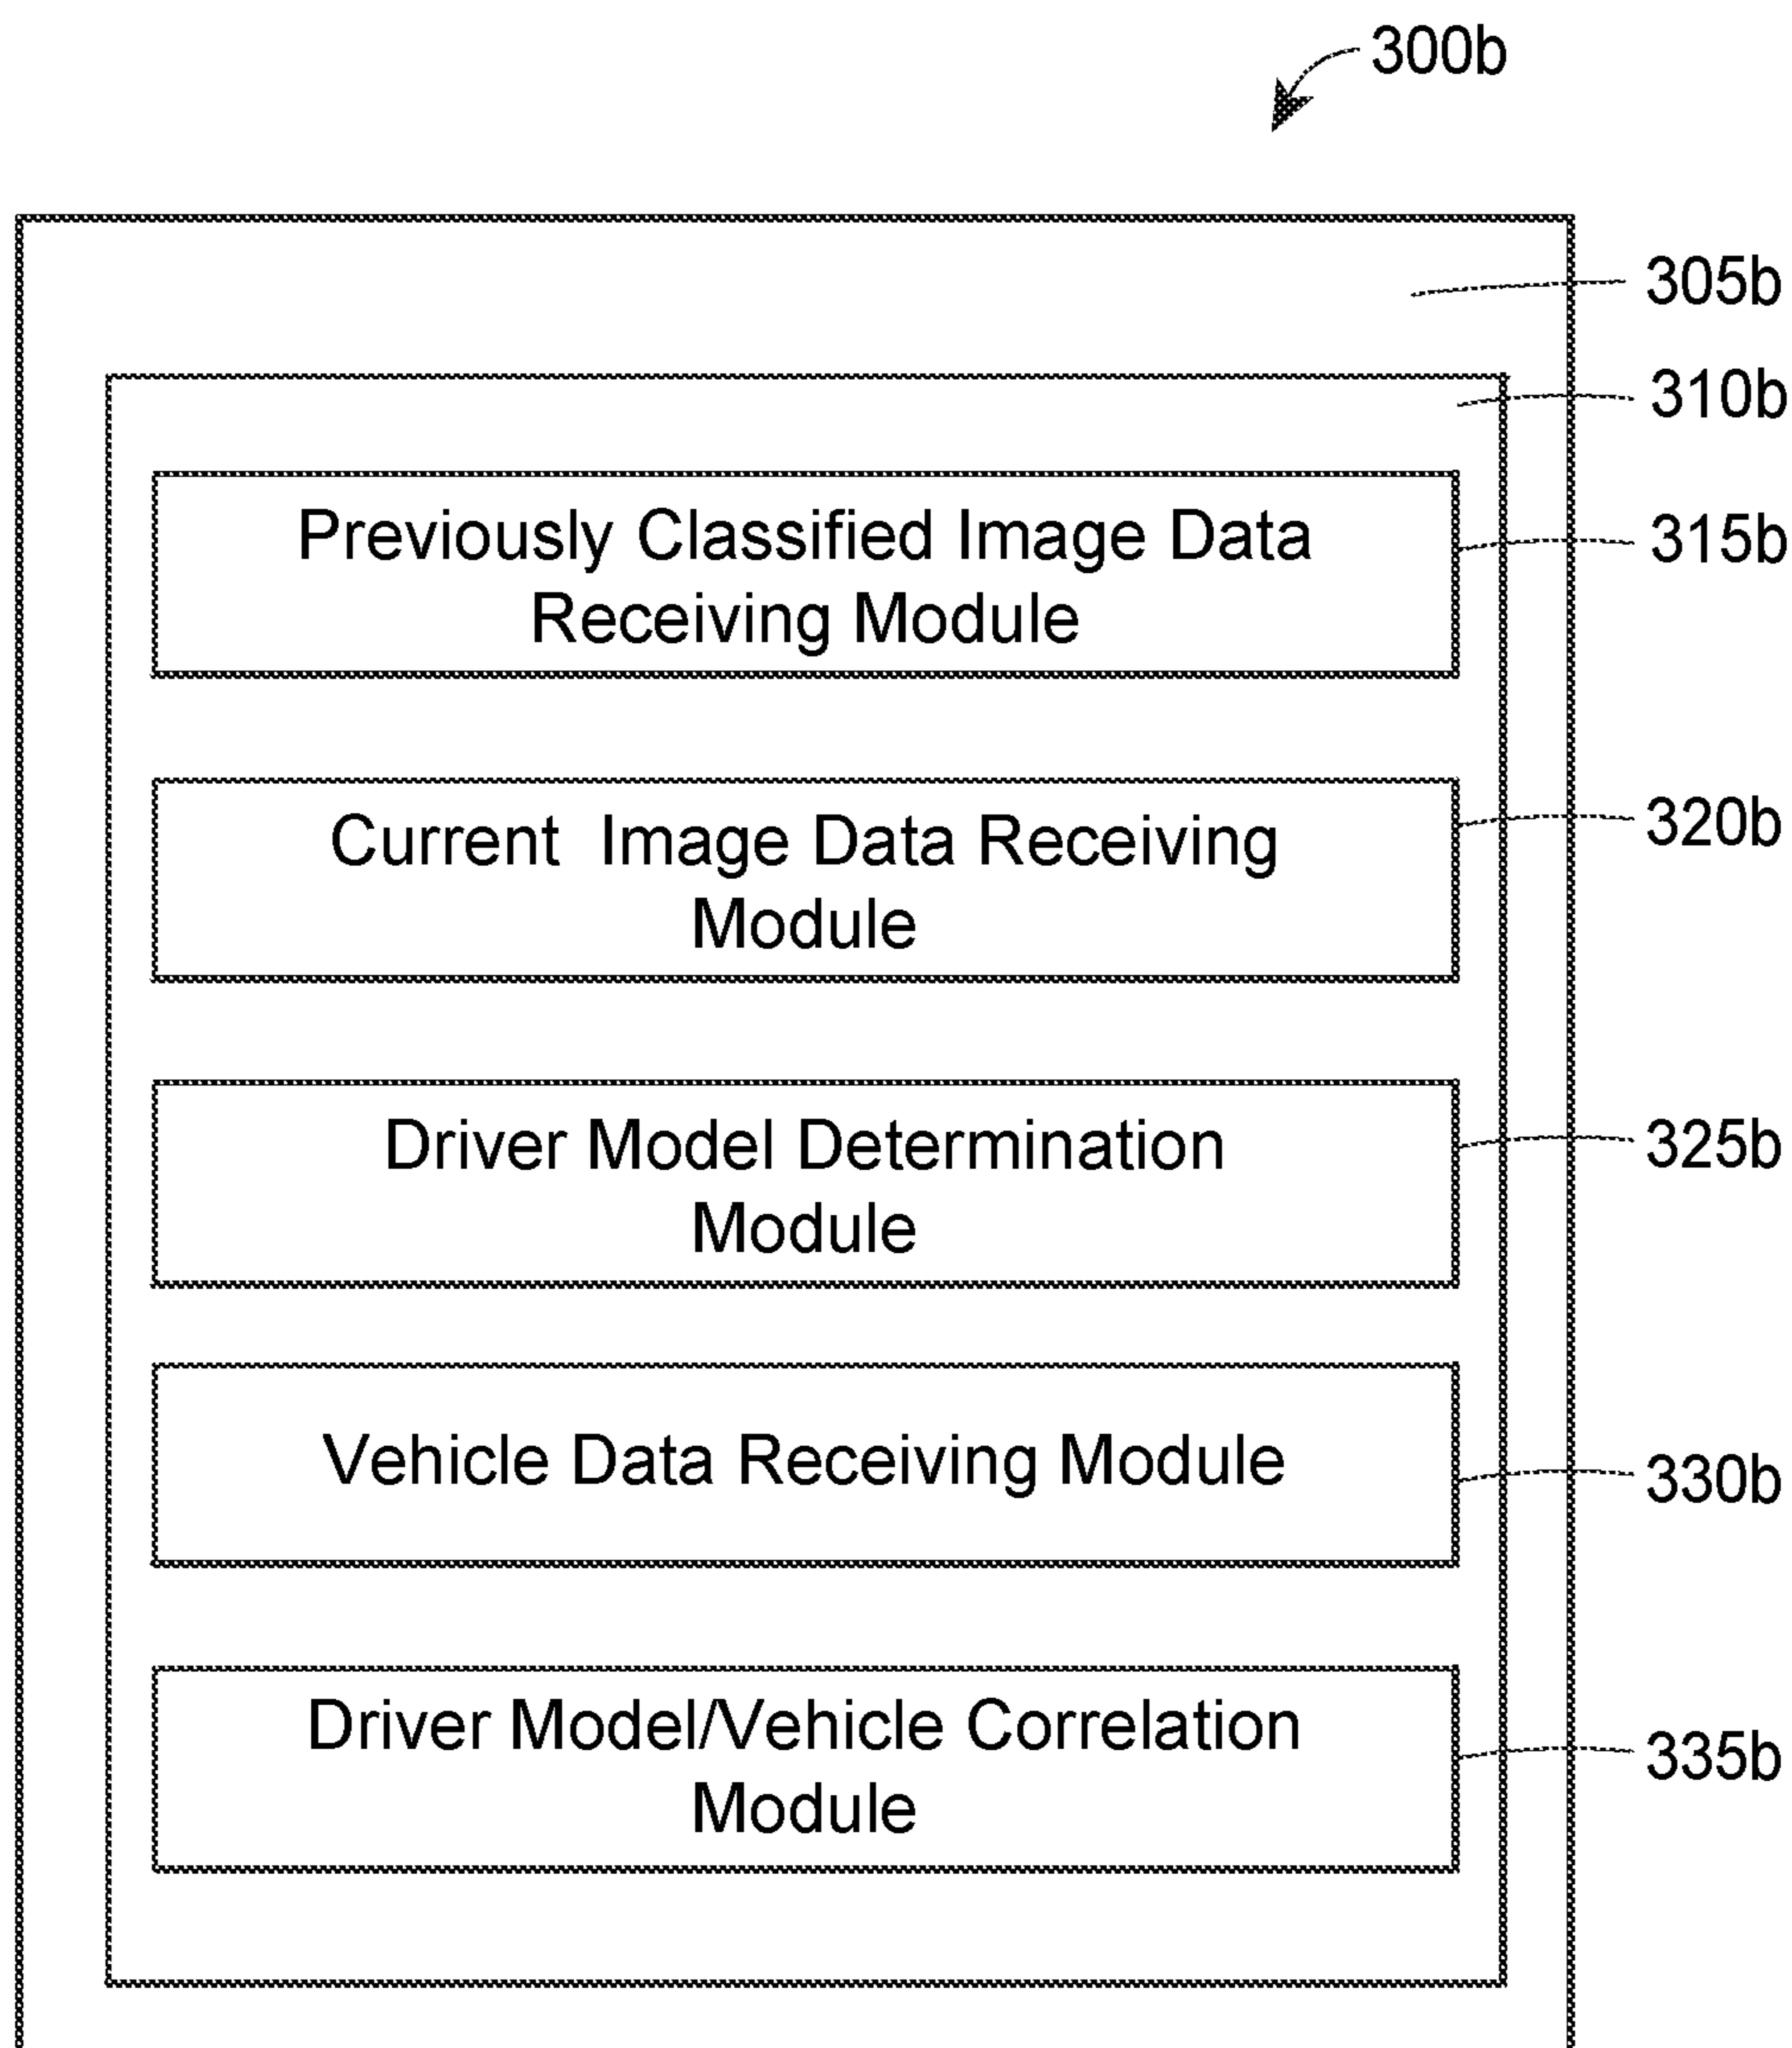 300b
305b
310b
Previously Classified Image Data
Receiving Module
315b
Current Image Data Receiving
Module
320b
Driver Model Determination
Module
325b
Vehicle Data Receiving Module
330b
Driver Model/Vehicle Correlation
Module
335b